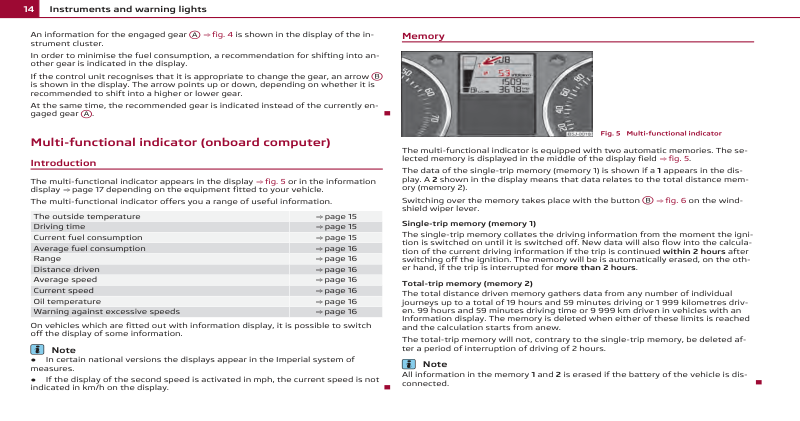 14 Instruments and warning lights
An information for the engaged gear Ⓐ ⇒ fig. 4 is shown in the display of the in-
strument cluster.
In order to minimise the fuel consumption, a recommendation for shifting into an-
other gear is indicated in the display.
If the control unit recognises that it is appropriate to change the gear, an arrow Ⓑ
is shown in the display. The arrow points up or down, depending on whether it is
recommended to shift into a higher or lower gear.
At the same time, the recommended gear is indicated instead of the currently en-
gaged gear Ⓐ.
Multi-functional indicator (onboard computer)
Introduction
The multi-functional indicator appears in the display ⇒ fig. 5 or in the information
display ⇒ page 17 depending on the equipment fitted to your vehicle.
The multi-functional indicator offers you a range of useful information.
The outside temperature ⇒ page 15
Driving time ⇒ page 15
Current fuel consumption ⇒ page 15
Average fuel consumption ⇒ page 16
Range ⇒ page 16
Distance driven ⇒ page 16
Average speed ⇒ page 16
Current speed ⇒ page 16
Oil temperature ⇒ page 16
Warning against excessive speeds ⇒ page 16
On vehicles which are fitted out with information display, it is possible to switch
off the display of some information.
i Note
● In certain national versions the displays appear in the Imperial system of
measures.
● If the display of the second speed is activated in mph, the current speed is not
indicated in km/h on the display.
Memory
Fig. 5 Multi-functional indicator
The multi-functional indicator is equipped with two automatic memories. The se-
lected memory is displayed in the middle of the display field ⇒ fig. 5.
The data of the single-trip memory (memory 1) is shown if a 1 appears in the dis-
play. A 2 shown in the display means that data relates to the total distance mem-
ory (memory 2).
Switching over the memory takes place with the button Ⓑ ⇒ fig. 6 on the wind-
shield wiper lever.
Single-trip memory (memory 1)
The single-trip memory collates the driving information from the moment the igni-
tion is switched on until it is switched off. New data will also flow into the calcula-
tion of the current driving information if the trip is continued within 2 hours after
switching off the ignition. The memory will be is automatically erased, on the oth-
er hand, if the trip is interrupted for more than 2 hours.
Total-trip memory (memory 2)
The total distance driven memory gathers data from any number of individual
journeys up to a total of 19 hours and 59 minutes driving or 1 999 kilometres driv-
en. 99 hours and 59 minutes driving time or 9 999 km driven in vehicles with an
Information display. The memory is deleted when either of these limits is reached
and the calculation starts from anew.
The total-trip memory will not, contrary to the single-trip memory, be deleted af-
ter a period of interruption of driving of 2 hours.
i Note
All information in the memory 1 and 2 is erased if the battery of the vehicle is dis-
connected.